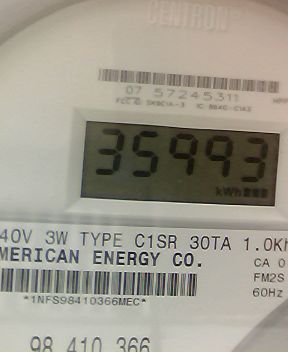 CENTRON
07 57245311
35993
kWh
40V 3W TYPE C1SR 30TA 1.0Kh
MERICAN ENERGY CO.
CA 0
FM2S
60Hz
*1NFS98410366MEC*
98 410 366